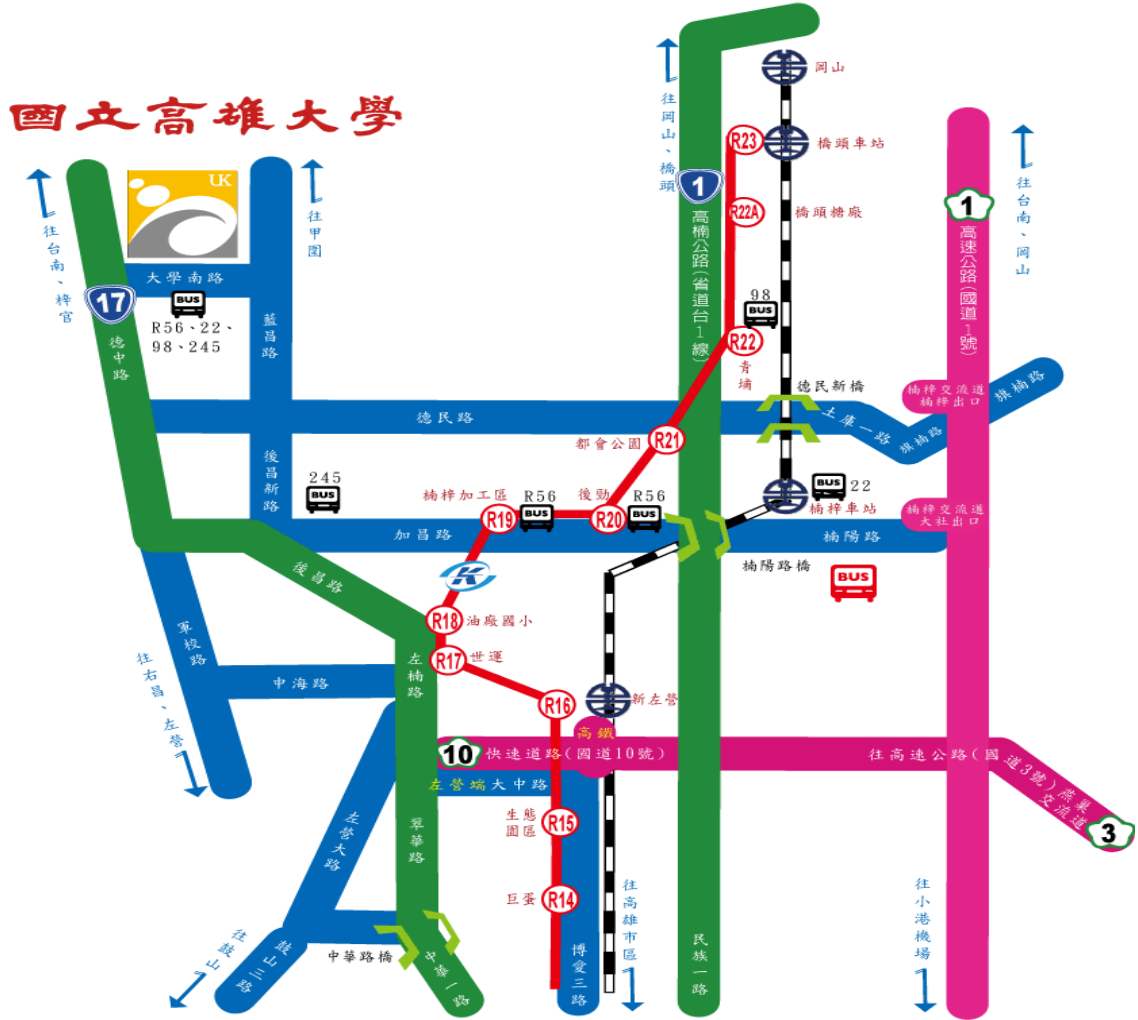 國立高雄大學
UK
往台南、梓官
17
德中路
大學南路
BUS
R56、22、
98、245
藍昌路
往甲圍
往岡山、橋頭
1
高楠公路(省道台1線)
岡山
R23
橋頭車站
R22A
橋頭糖廠
98
BUS
R22
青埔
1
高速公路(國道1號)
往台南、岡山
德民路
德民新橋
土庫一路
旗楠路
旗楠路
楠梓交流道
楠梓出口
都會公園
R21
後昌新路
245
BUS
楠梓加工區
R19
R56
BUS
後勁
R20
R56
BUS
BUS
22
楠梓車站
楠梓交流道
大社出口
加昌路
楠陽路
楠陽路橋
BUS
後昌路
K
R18
油廠國小
R17
世運
左楠路
軍校路
往右昌、左營
中海路
R16
新左營
高鐵
10
快速道路(國道10號)
往高速公路(國道3號)燕巢
交流道
3
左營端大中路
左營大路
翠華路
生態
園區
R15
巨蛋
R14
博愛三路
往高雄市區
民族一路
往小港機場
中華路橋
中華一路
鼓山三路
往鼓山